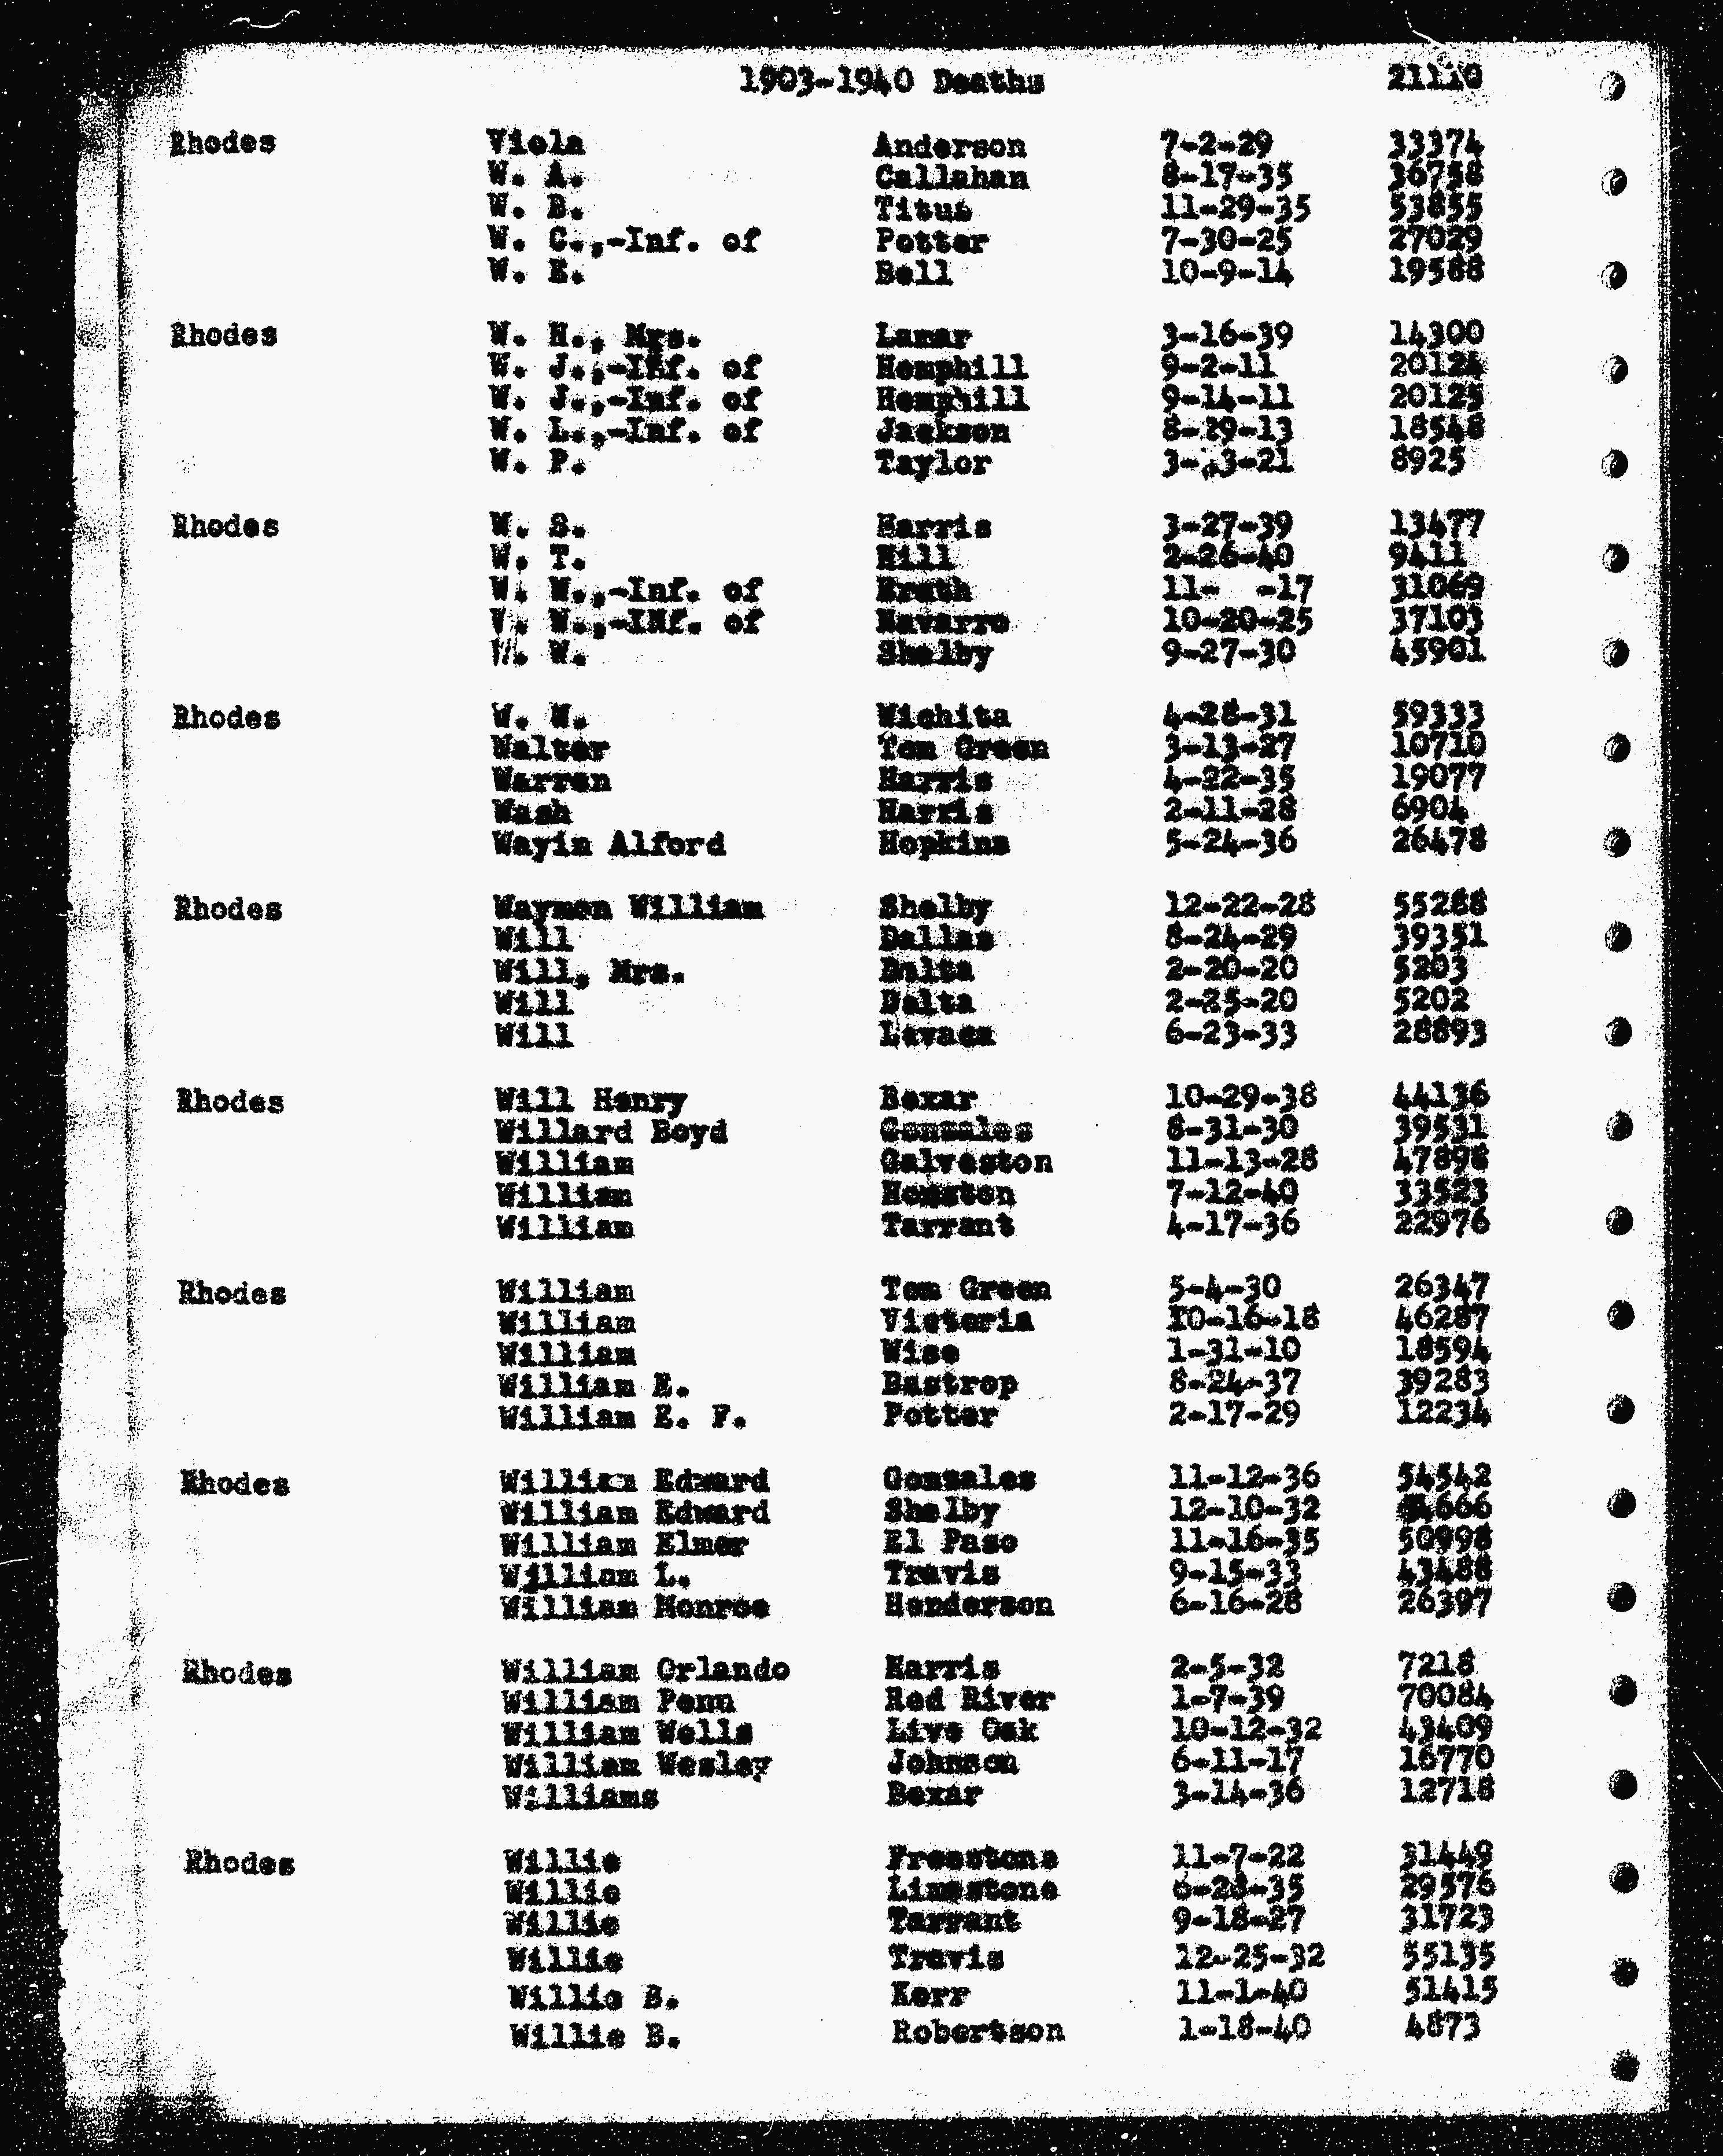 1903-1940 Deaths 21110
Rhodes Viola Anderson 7-2-29 33374
W. A. Callahan 8-17-35 36758
W. B. Titus 11-29-35 53855
W. C.,-Inf. of Potter 7-30-25 27029
W. E. Bell 10-9-14 19588
Rhodes W. H., Mrs. Lamar 3-16-39 14300
W. J.,-Inf. of Hemphill 9-2-11 20124
W. J.,-Inf. of Hemphill 9-14-11 20125
W. L.,-Inf. of Jackson 8-29-13 18548
W. P. Taylor 8925
Rhodes W. S. Harris 3-27-39 13477
W. T. Hill 2-26-40 9411
W. W.,-Inf. of Erath 11- -17 31069
W. W.,-INf. of Navarro 10-20-25 37103
W. W. Shelby 9-27-30 45901
Rhodes W. W. Wichita 4-28-31 59333
Walter Tom Green 3-13-27 10710
Warren Harris 4-22-35 19077
Wash Harris 2-11-28 6904
Wayin Alford Hopkins 5-24-36 26478
Rhodes Waymon William Shelby 12-22-28 55288
Will Dallas 8-24-29 39351
Will, Mrs. Delta 2-20-20 5203
Will Delta 2-25-20 5202
Will Lavaca 6-23-33 28893
Rhodes Will Henry Bexar 10-29-38 44136
Willard Boyd Gonzales 8-31-30 39531
William Galveston 11-13-28 47898
William Houston 7-12-40 33523
William Tarrant 4-17-36 22976
Rhodes William Tom Green 5-4-30 26347
William Victoria 10-16-18 46287
William Wise 1-31-10 18594
William E. Bastrop 8-24-37 39283
William E. F. Potter 2-17-29 12234
Rhodes William Edward Gonzales 11-12-36 54542
William Edward Shelby 12-10-32
William Elmer El Paso 11-16-35 50998
William L. Travis 9-15-33 43488
William Monroe Henderson 6-16-28 26397
Rhodes William Orlando Harris 2-5-32 7218
William Penn Red River 1-7-39 70084
William Wells Live Oak 10-12-32 43409
William Wesley Johnson 6-11-17 16770
Williams Bexar 3-14-36 12718
Rhodes Willie Freestone 11-7-22 31449
Willie Limestone 6-28-35 29576
Willie Tarrant 9-18-27 31723
Willie Travis 12-25-32 55135
Willie B. Kerr 11-1-40 51415
Willie B. Robertson 1-18-40 4873